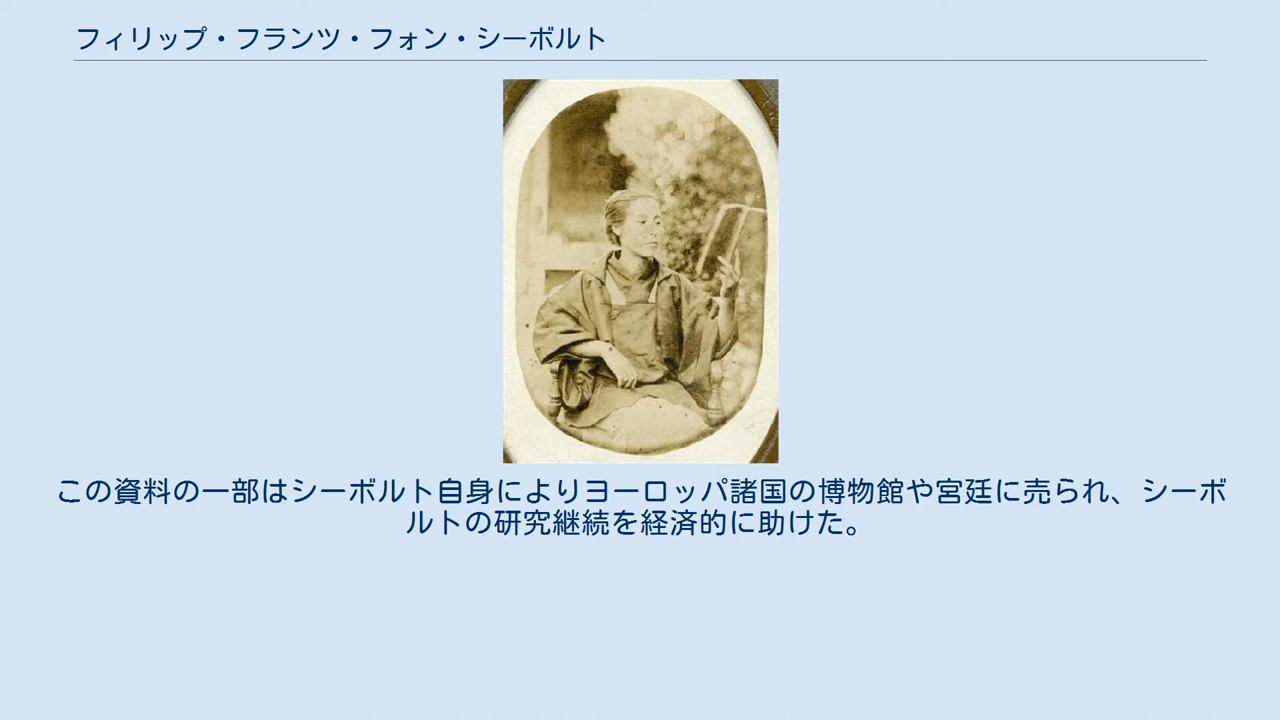 フィリップ・フランツ・フォン・シーボルト
この資料の一部はシーボルト自身によりヨーロッパ諸国の博物館や宮廷に売られ、シーボ
ルトの研究継続を経済的に助けた。